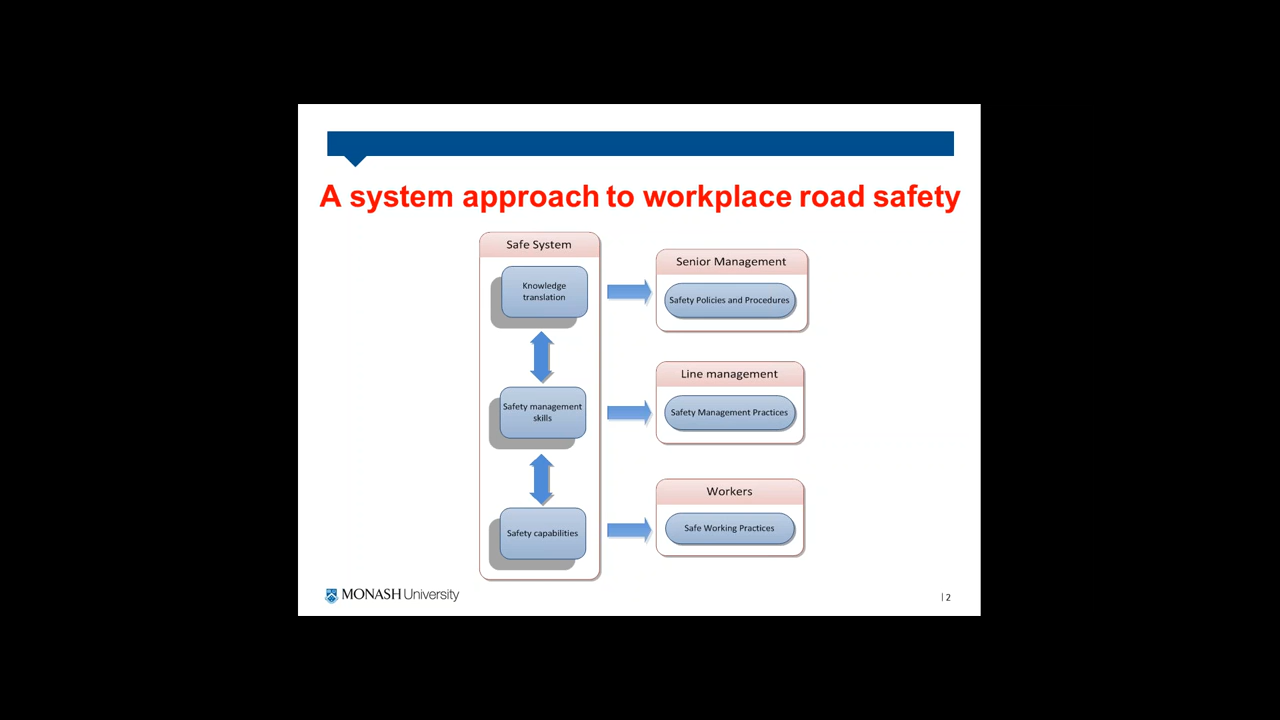 A system approach to workplace road safety
Safe System
Knowledge
translation
Safety management
skills
Safety capabilities
Senior Management
Safety Policies and Procedures
Line management
Safety Management Practices
Workers
Safe Working Practices
MONASH University
| 2